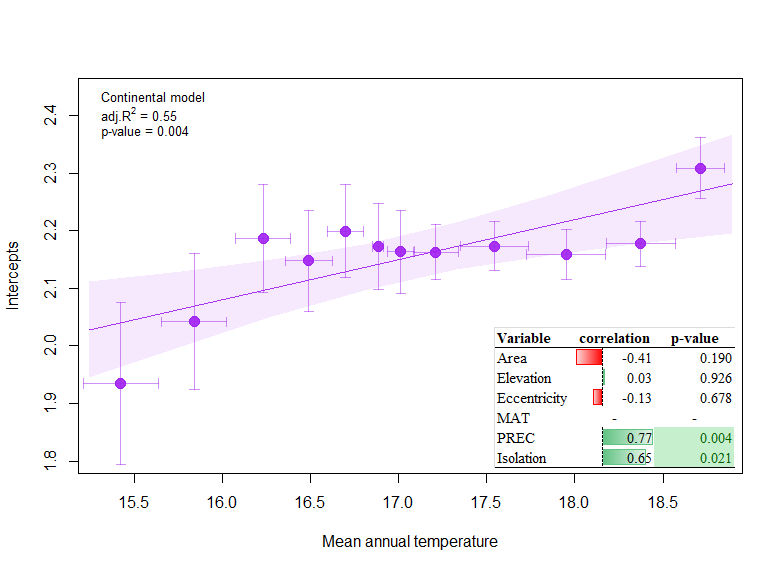 Continental model
adj.R2 = 0.55
p-value = 0.004
2.4
2.3
2.2
2.1
2.0
1.9
1.8
Intercepts
Variable correlation p-value
Area -0.41 0.190
Elevation 0.03 0.926
Eccentricity -0.13 0.678
MAT - -
PREC 0.77 0.004
Isolation 0.65 0.021
15.5 16.0 16.5 17.0 17.5 18.0 18.5
Mean annual temperature